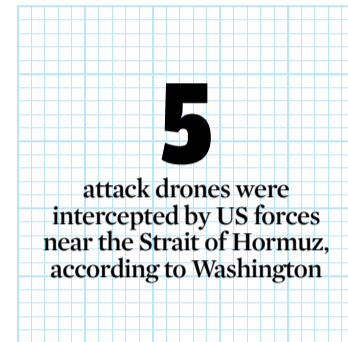 5
attack drones were
intercepted by US forces
near the Strait of Hormuz,
according to Washington